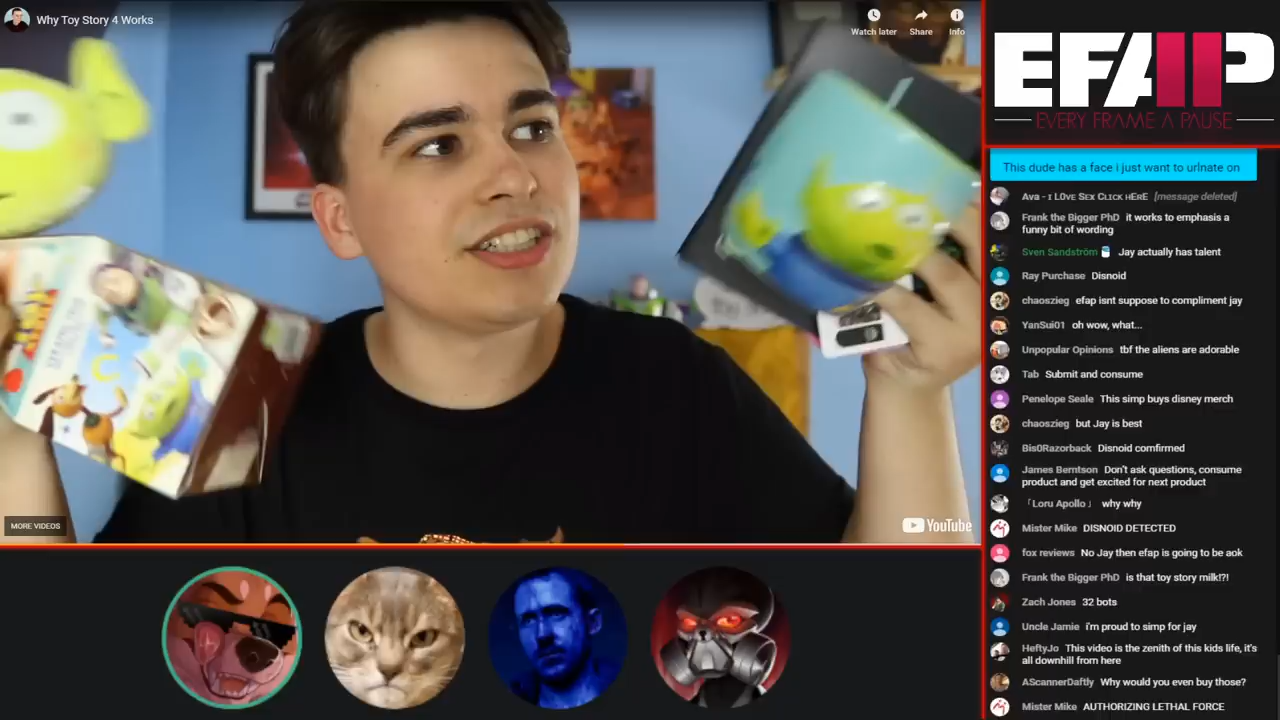 Why Toy Story 4 Works
Watch later
Share
Info
MORE VIDEOS
YouTube
EFAP
EVERY FRAME A PAUSE
This dude has a face i just want to urlnate on
Ava - ɪ LOᴠᴇ Sᴇx Cʟɪᴄᴋ ʜEʀE [message deleted]
Frank the Bigger PhD it works to emphasis a
funny bit of wording
Sven Sandström Jay actually has talent
Ray Purchase Disnoid
chaoszieg efap isnt suppose to compliment jay
YanSui01 oh wow, what...
Unpopular Opinions tbf the aliens are adorable
Tab Submit and consume
Penelope Seale This simp buys disney merch
chaoszieg but Jay is best
Bis0Razorback Disnoid comfirmed
James Berntson Don't ask questions, consume
product and get excited for next product
「Loru Apollo」 why why
Mister Mike DISNOID DETECTED
fox reviews No Jay then efap is going to be aok
Frank the Bigger PhD is that toy story milk!?!
Zach Jones 32 bots
Uncle Jamie i'm proud to simp for jay
HeftyJo This video is the zenith of this kids life, it's
all downhill from here
AScannerDaftly Why would you even buy those?
Mister Mike AUTHORIZING LETHAL FORCE